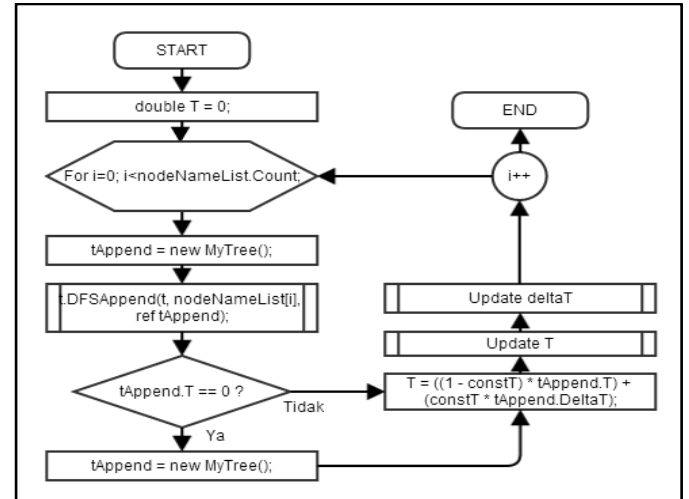 START
double T = 0;
For i=0; i<nodeNameList.Count;
tAppend = new MyTree();
t.DFSAppend(t, nodeNameList[i],
ref tAppend);
tAppend.T == 0 ?
Tidak
Ya
tAppend = new MyTree();
T = ((1 - constT) * tAppend.T) +
(constT * tAppend.DeltaT);
Update T
Update deltaT
i++
END